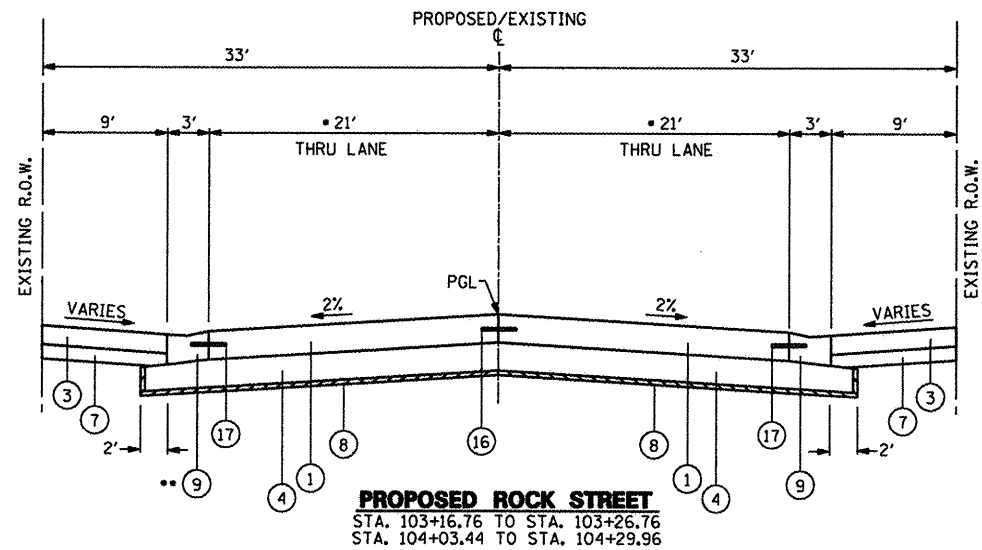 PROPOSED/EXISTING
℄
33' 33'
9' 3' • 21' • 21' 3' 9'
THRU LANE THRU LANE
EXISTING R.O.W.
EXISTING R.O.W.
PGL
VARIES 2% 2% VARIES
3 7 17 16 17 7 3
2' 8 8 2'
•• 9 4 1 1 4 9
PROPOSED ROCK STREET
STA. 103+16.76 TO STA. 103+26.76
STA. 104+03.44 TO STA. 104+29.96